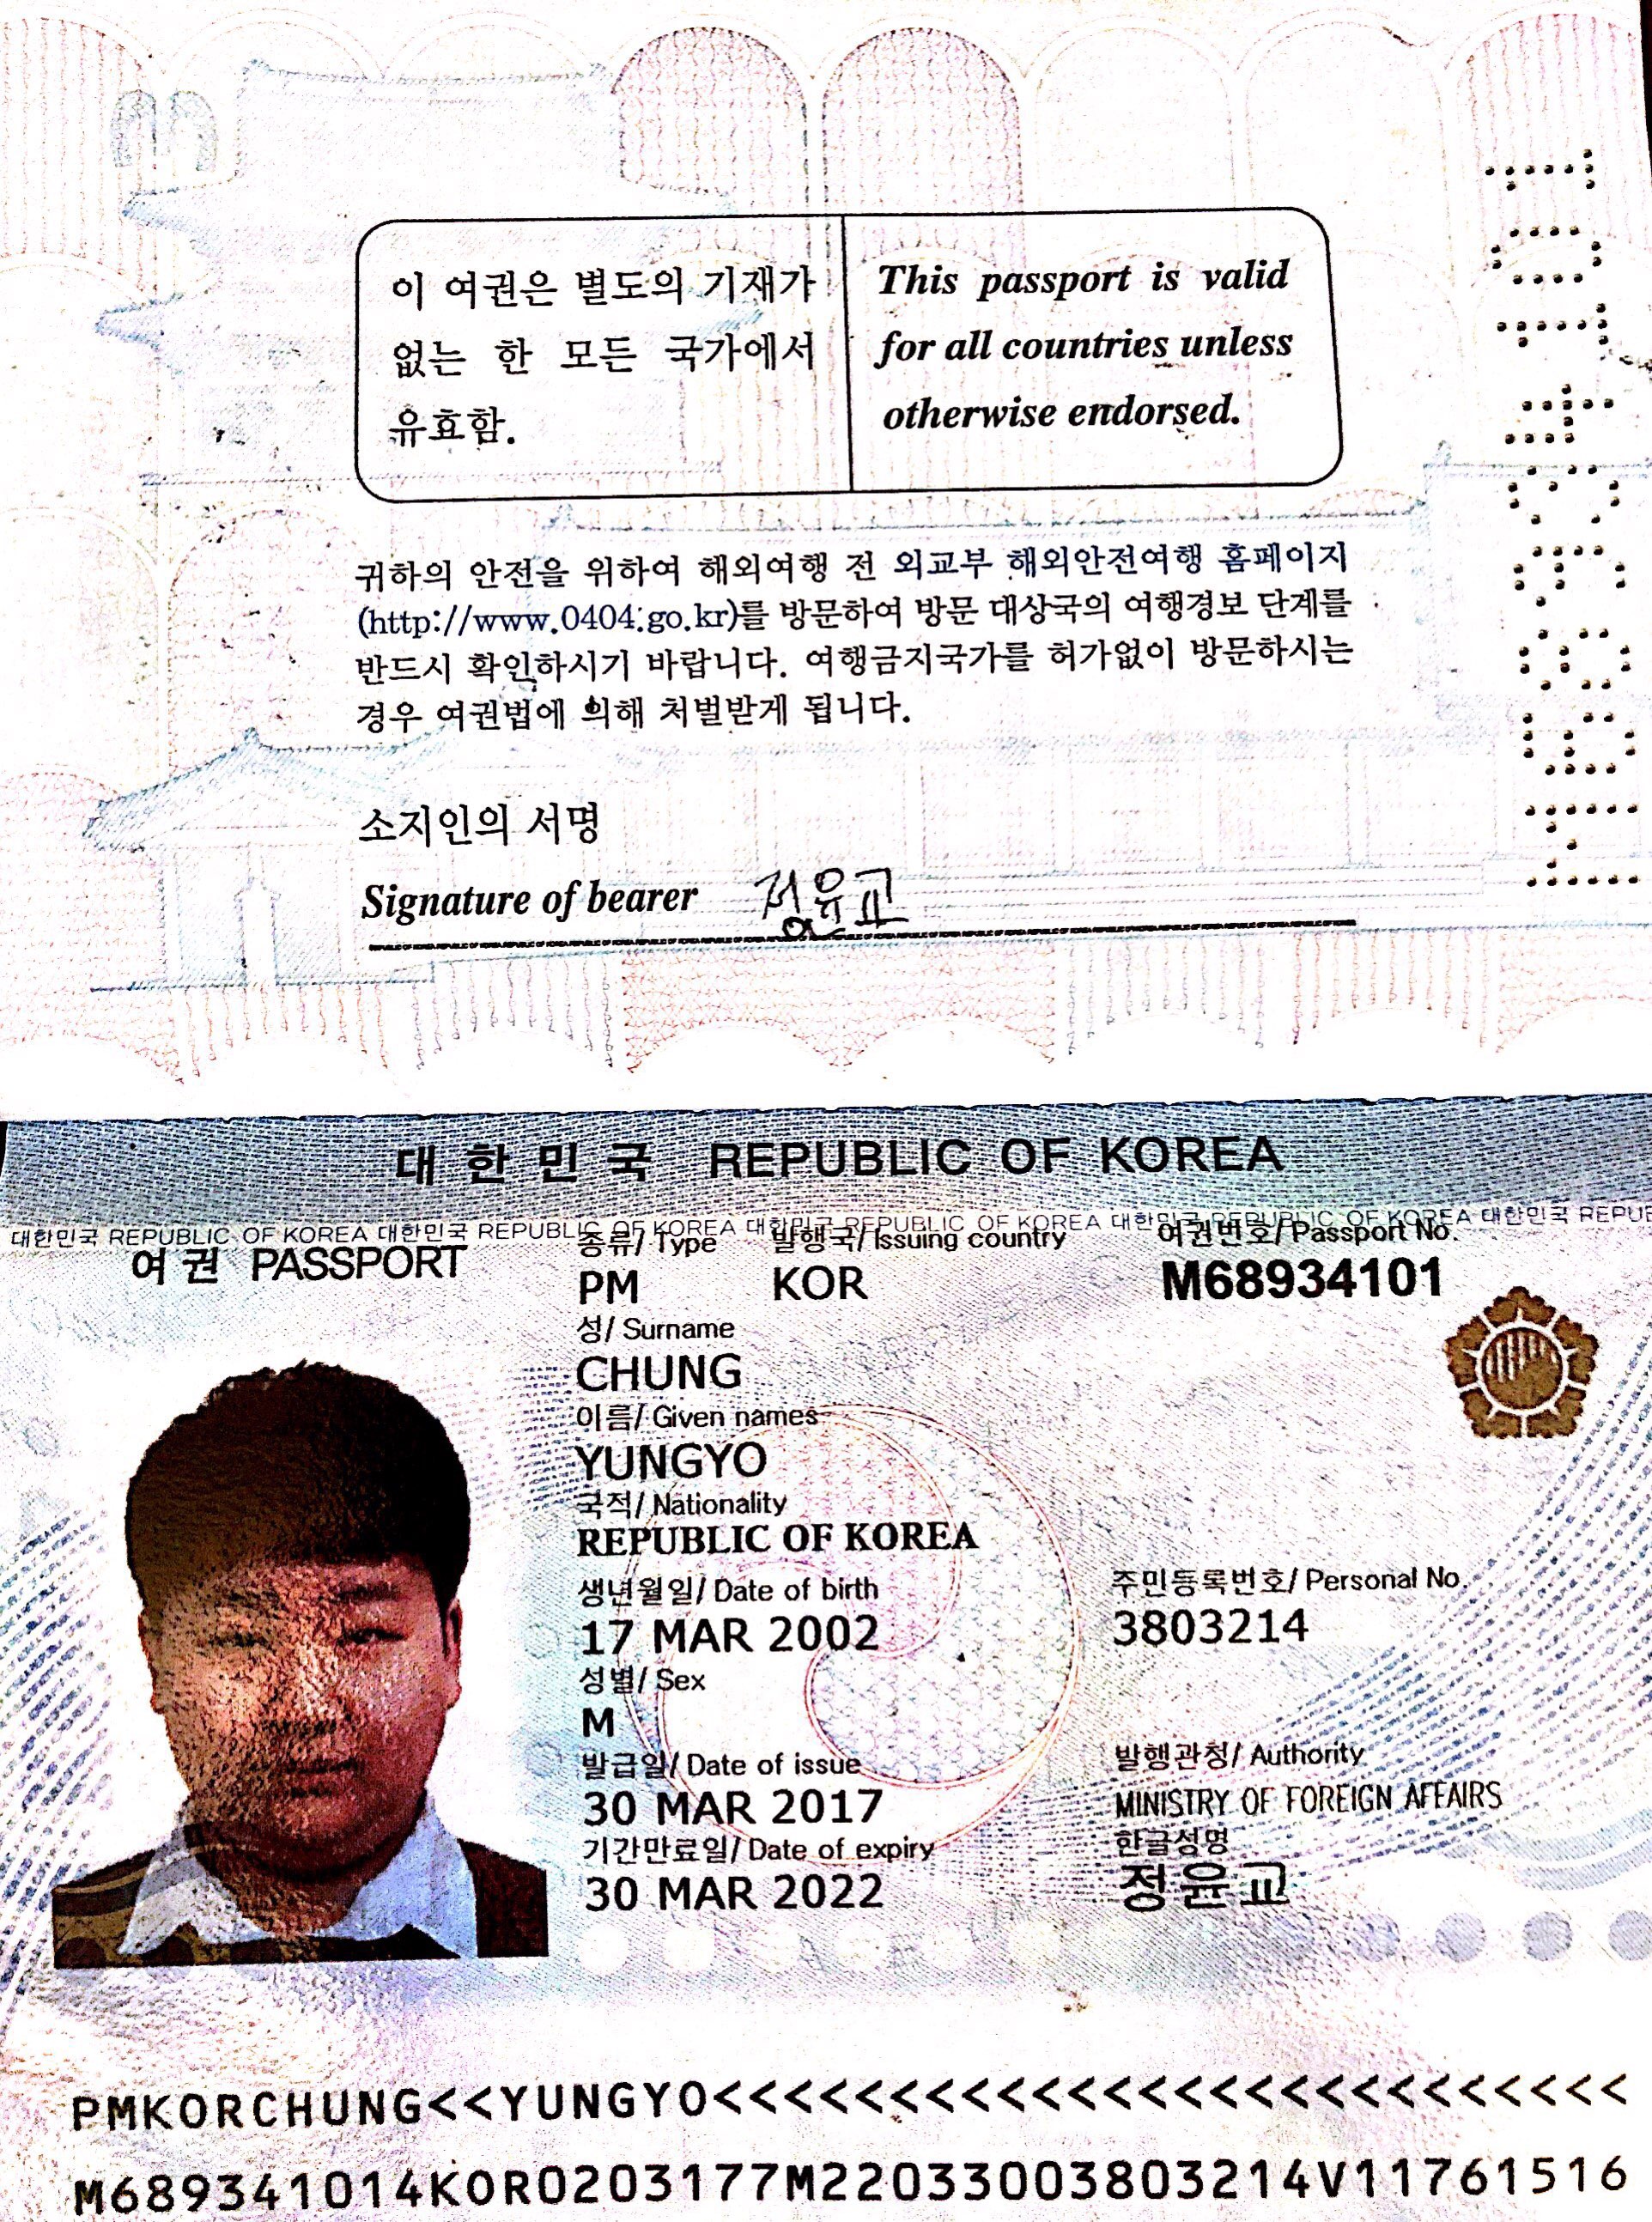 이 여권은 별도의 기재가
없는 한 모든 국가에서
유효함.
This passport is valid
for all countries unless
otherwise endorsed.
귀하의 안전을 위하여 해외여행 전 외교부 해외안전여행 홈페이지
(http://www.0404.go.kr)를 방문하여 방문 대상국의 여행경보 단계를
반드시 확인하시기 바랍니다. 여행금지국가를 허가없이 방문하시는
경우 여권법에 의해 처벌받게 됩니다.
소지인의 서명
Signature of bearer 정윤교
M68934101
대한민국 REPUBLIC OF KOREA
대한민국 REPUBLIC OF KOREA 대한민국 REPUBLIC OF KOREA 대한민국 REPUBLIC OF KOREA 대한민국 REPUBLIC OF KOREA 대한민국 REPUB
여권 PASSPORT
종류/ Type 발행국/ Issuing country 여권번호/ Passport No.
PM KOR M68934101
성/ Surname
CHUNG
이름/ Given names
YUNGYO
국적/ Nationality
REPUBLIC OF KOREA
생년월일/ Date of birth 주민등록번호/ Personal No.
17 MAR 2002 3803214
성별/ Sex
M
발급일/ Date of issue 발행관청/ Authority
30 MAR 2017 MINISTRY OF FOREIGN AFFAIRS
기간만료일/ Date of expiry 한글성명
30 MAR 2022 정윤교
PMKORCHUNG<<YUNGYO<<<<<<<<<<<<<<<<<<<<<<<<<<
M689341014KOR0203177M22033003803214V11761516